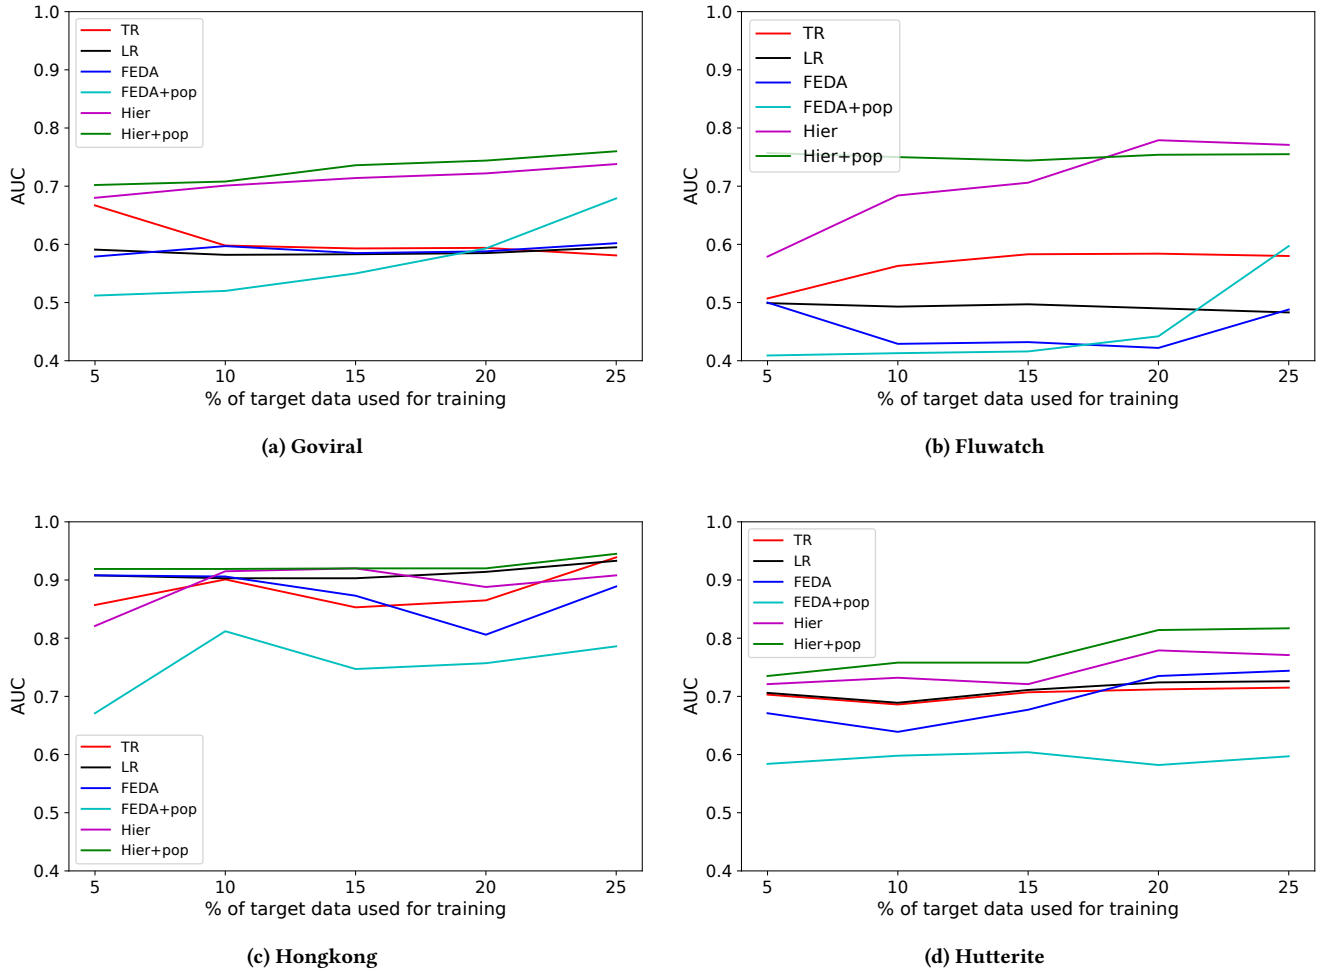 1.0
0.9
0.8
0.7
0.6
0.5
0.4
AUC
TR
LR
FEDA
FEDA+pop
Hier
Hier+pop
5 10 15 20 25
% of target data used for training
(a) Goviral
1.0
0.9
0.8
0.7
0.6
0.5
0.4
AUC
TR
LR
FEDA
FEDA+pop
Hier
Hier+pop
5 10 15 20 25
% of target data used for training
(b) Fluwatch
1.0
0.9
0.8
0.7
0.6
0.5
0.4
AUC
TR
LR
FEDA
FEDA+pop
Hier
Hier+pop
5 10 15 20 25
% of target data used for training
(c) Hongkong
1.0
0.9
0.8
0.7
0.6
0.5
0.4
AUC
TR
LR
FEDA
FEDA+pop
Hier
Hier+pop
5 10 15 20 25
% of target data used for training
(d) Hutterite